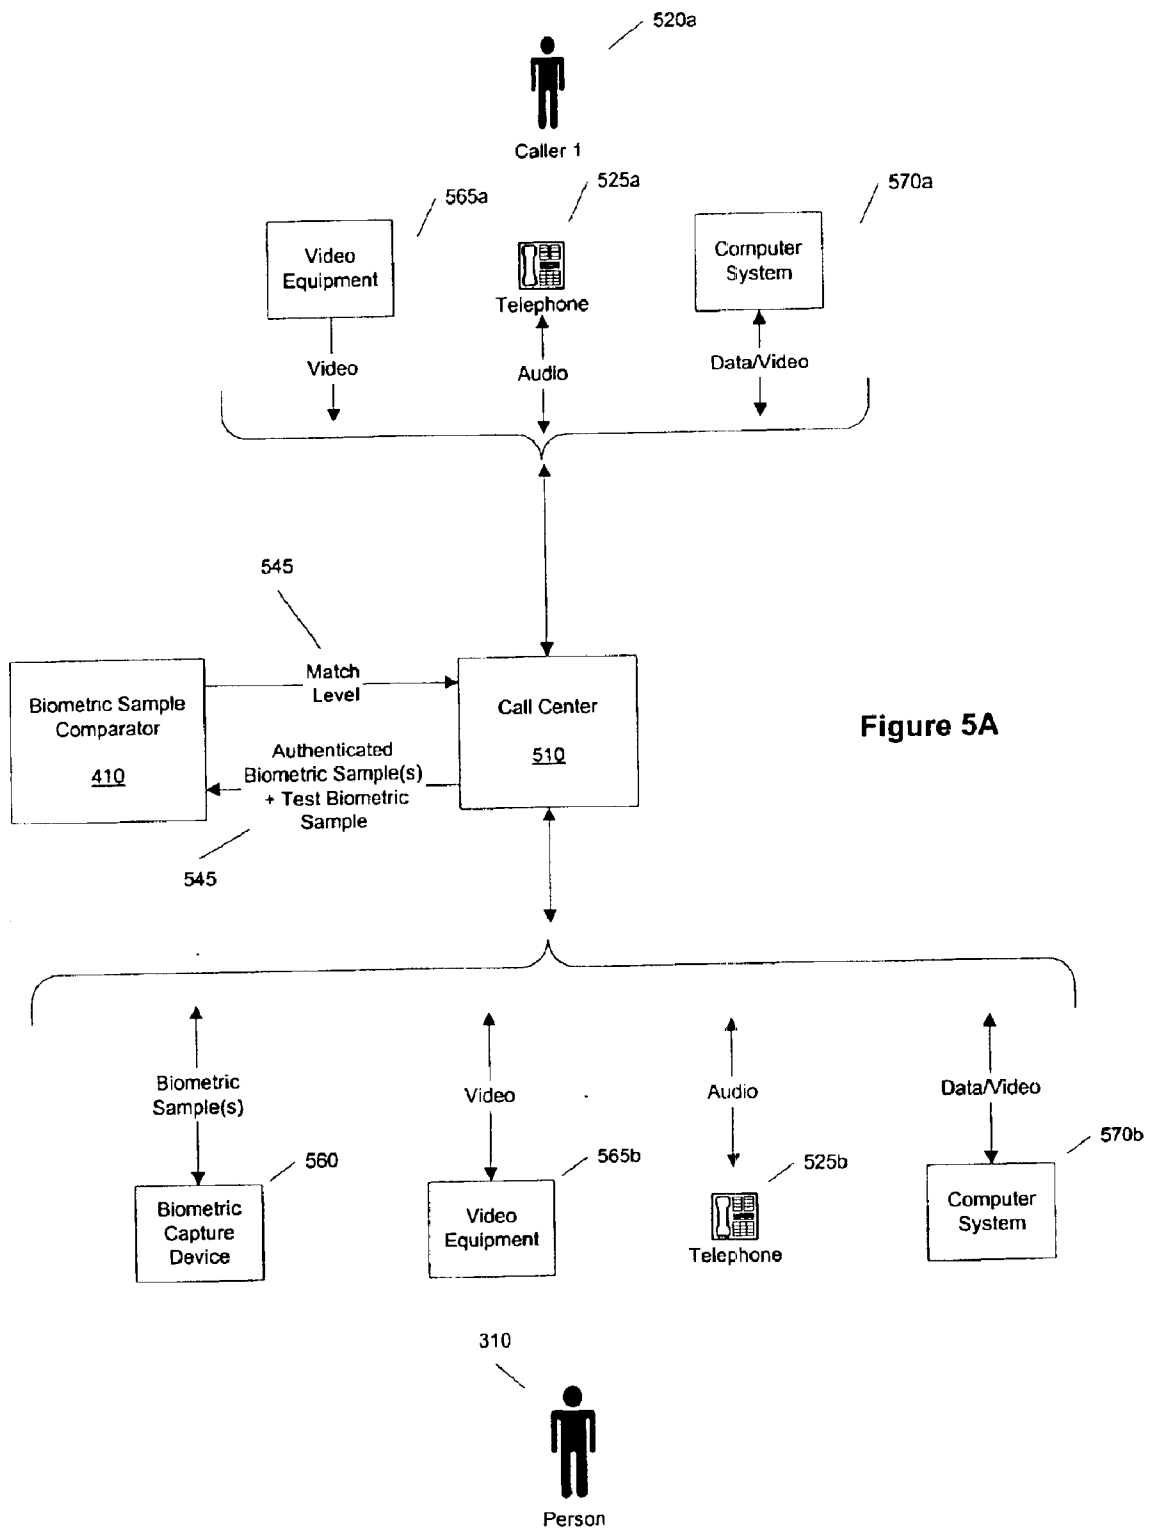 520a
Caller 1
565a
525a
570a
Video
Equipment
Telephone
Computer
System
Video
Audio
Data/Video
545
Match
Level
Biometric Sample
Comparator
410
Call Center
510
Authenticated
Biometric Sample(s)
+ Test Biometric
Sample
545
Figure 5A
Biometric
Sample(s)
Video
Audio
Data/Video
560
565b
525b
570b
Biometric
Capture
Device
Video
Equipment
Telephone
Computer
System
310
Person